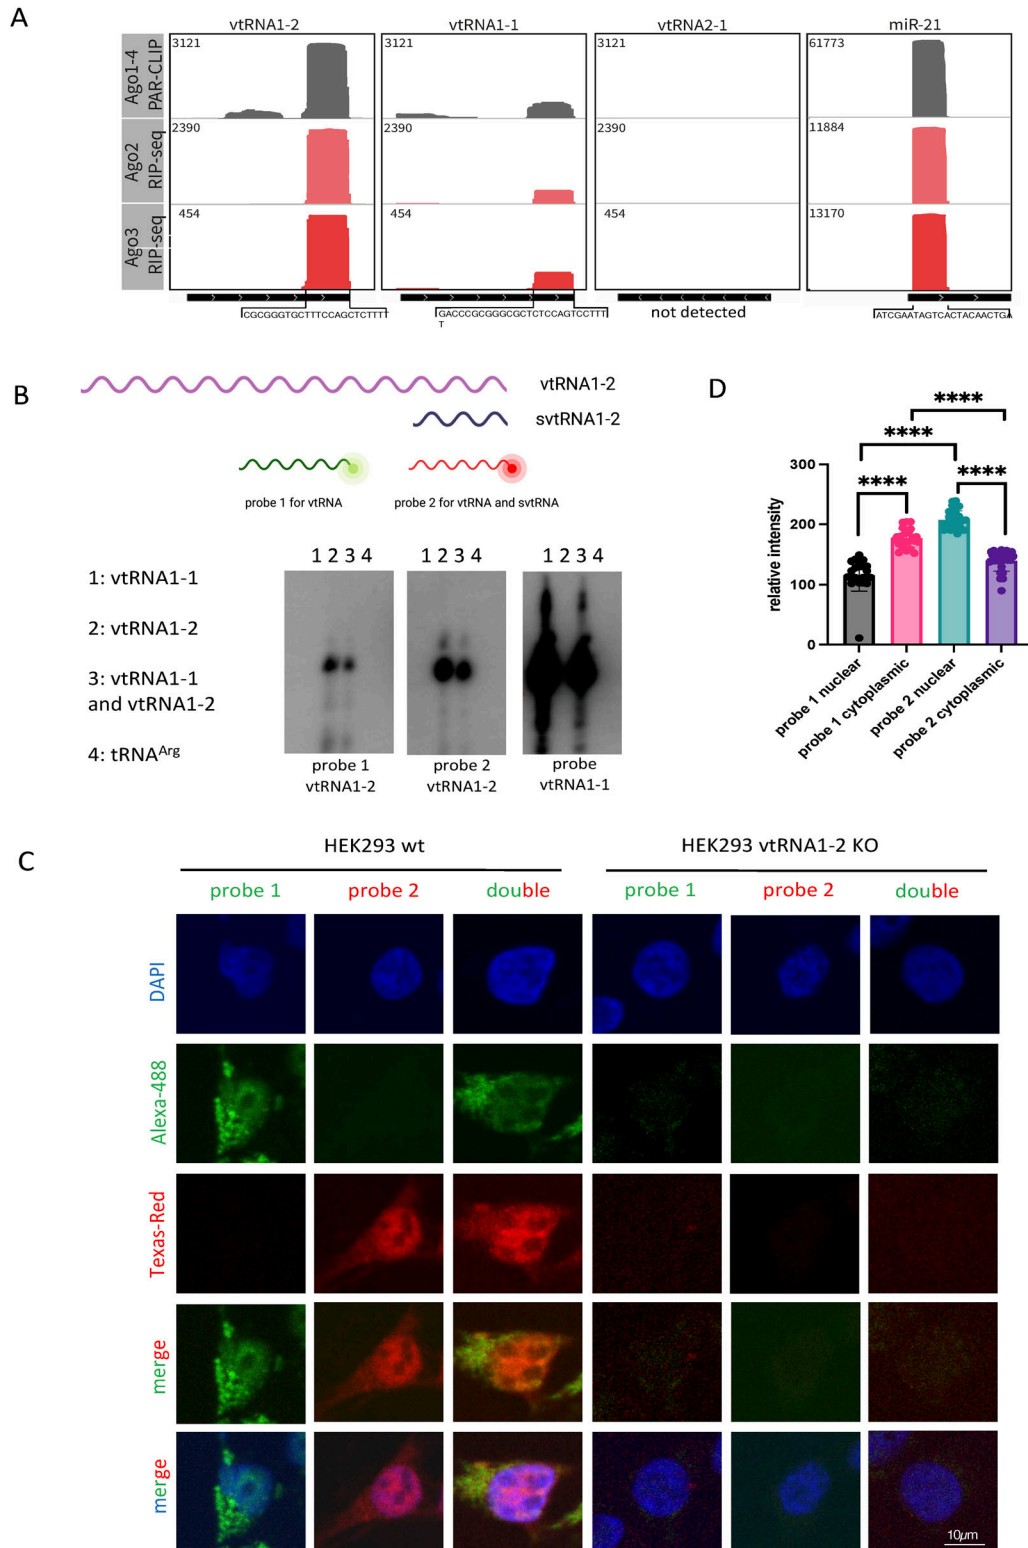 A
vtRNA1-2 vtRNA1-1 vtRNA2-1 miR-21
Ago1-4
PAR-CLIP
3121 3121 3121 61773
Ago2
RIP-seq
2390 2390 2390 11884
Ago3
RIP-seq
454 454 454 13170
CGCGGGTGCTTTCCAGCTCTTTT
GACCCGCGGGCGCTCTCCAGTCCTTT
T
not detected
ATCGAATAGTCACTACAACTGA
B
vtRNA1-2
svtRNA1-2
probe 1 for vtRNA
probe 2 for vtRNA and svtRNA
1 2 3 4 1 2 3 4 1 2 3 4
1: vtRNA1-1
2: vtRNA1-2
3: vtRNA1-1
and vtRNA1-2
4: tRNAArg
probe 1
vtRNA1-2
probe 2
vtRNA1-2
probe
vtRNA1-1
D
****
****
**** ****
relative intensity
300
200
100
0
probe 1 nuclear
probe 1 cytoplasmic
probe 2 nuclear
probe 2 cytoplasmic
C
HEK293 wt HEK293 vtRNA1-2 KO
probe 1 probe 2 double probe 1 probe 2 double
DAPI
Alexa-488
Texas-Red
merge
merge
10µm